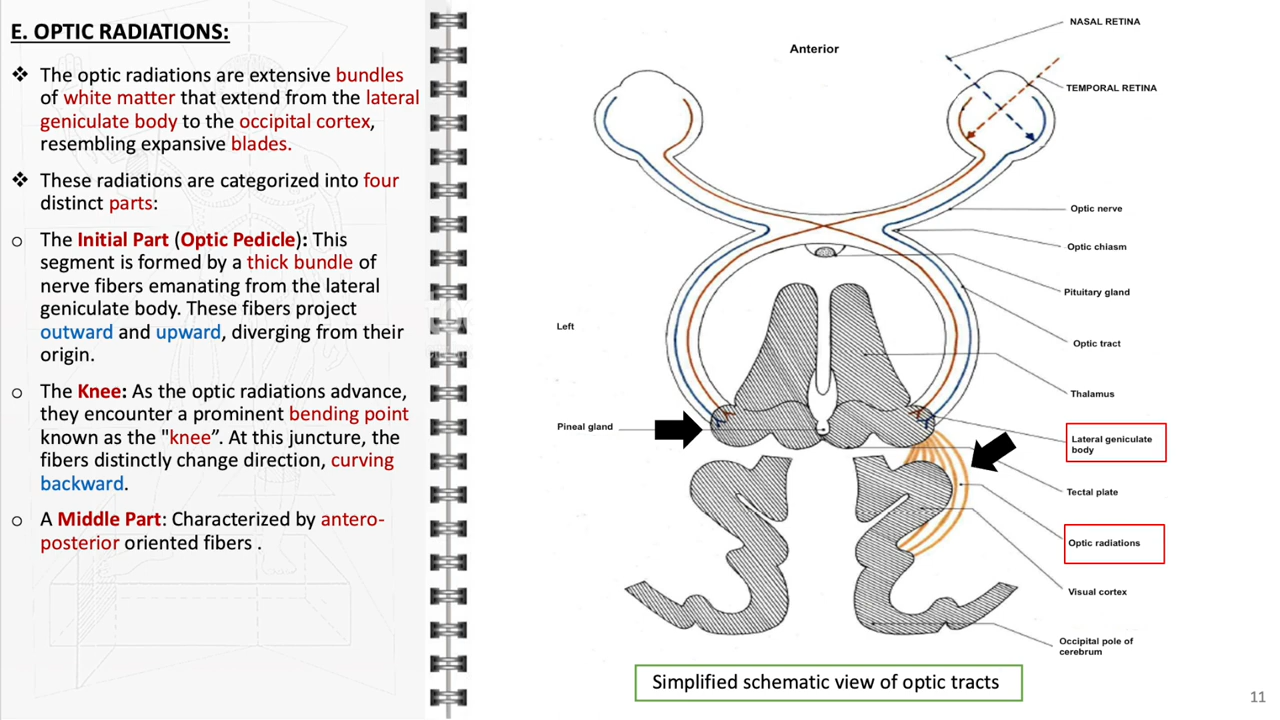 E. OPTIC RADIATIONS:
❖ The optic radiations are extensive bundles
of white matter that extend from the lateral
geniculate body to the occipital cortex,
resembling expansive blades.
❖ These radiations are categorized into four
distinct parts:
o The Initial Part (Optic Pedicle): This
segment is formed by a thick bundle of
nerve fibers emanating from the lateral
geniculate body. These fibers project
outward and upward, diverging from their
origin.
o The Knee: As the optic radiations advance,
they encounter a prominent bending point
known as the "knee”. At this juncture, the
fibers distinctly change direction, curving
backward.
o A Middle Part: Characterized by antero-
posterior oriented fibers .
NASAL RETINA
Anterior
TEMPORAL RETINA
Optic nerve
Optic chiasm
Pituitary gland
Left
Optic tract
Thalamus
Pineal gland
Lateral geniculate
body
Tectal plate
Optic radiations
Visual cortex
Occipital pole of
cerebrum
Simplified schematic view of optic tracts
11